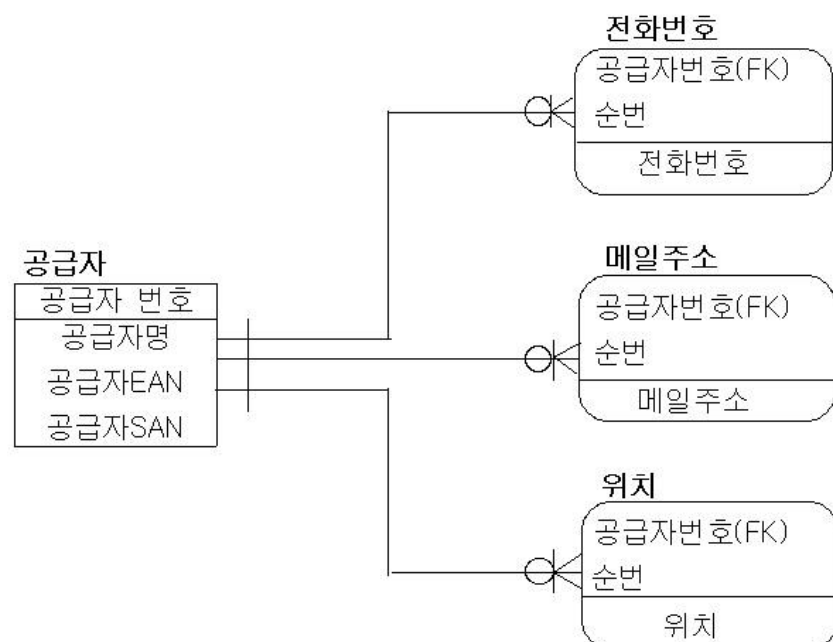 전화번호
공급자번호(FK)
순번
전화번호
공급자
공급자 번호
공급자명
공급자EAN
공급자SAN
메일주소
공급자번호(FK)
순번
메일주소
위치
공급자번호(FK)
순번
위치